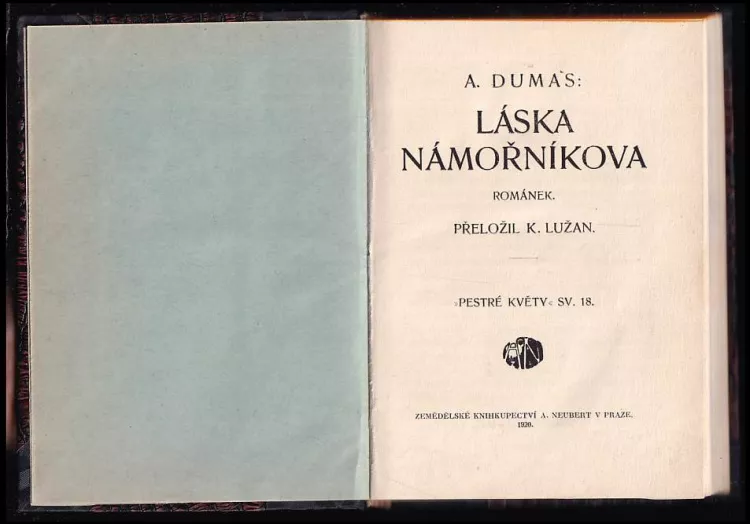 A. DUMAS:
LÁSKA
NÁMOŘNÍKOVA
ROMÁNEK.
PŘELOŽIL K. LUŽAN.
»PESTRÉ KVĚTY« SV. 18.
ZEMĚDĚLSKÉ KNIHKUPECTVÍ A. NEUBERT V PRAZE.
1920.